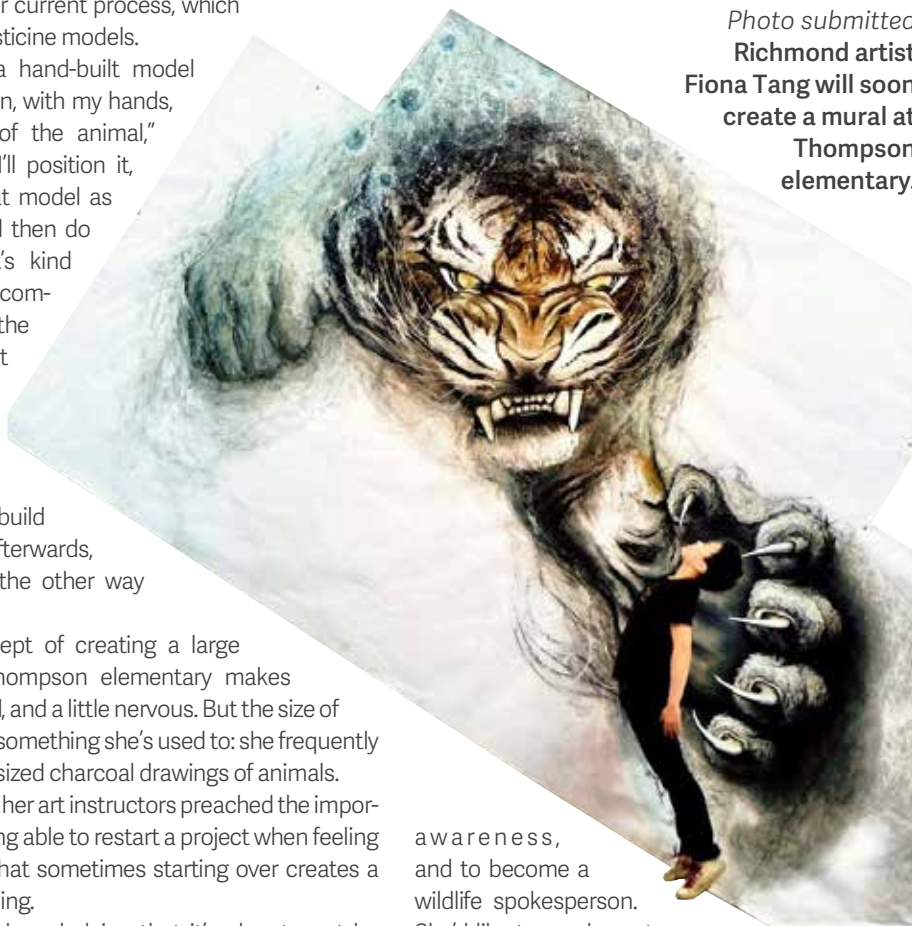 r current process, which
sticine models.
a hand-built model
n, with my hands,
of the animal,”
I’ll position it,
at model as
d then do
’s kind
com-
the
t
build
fterwards,
the other way
ept of creating a large
hompson elementary makes
l, and a little nervous. But the size of
something she’s used to: she frequently
sized charcoal drawings of animals.
her art instructors preached the impor-
ng able to restart a project when feeling
hat sometimes starting over creates a
ing.
awareness,
and to become a
wildlife spokesperson.
Photo submitted
Richmond artist
Fiona Tang will soon
create a mural at
Thompson
elementary.